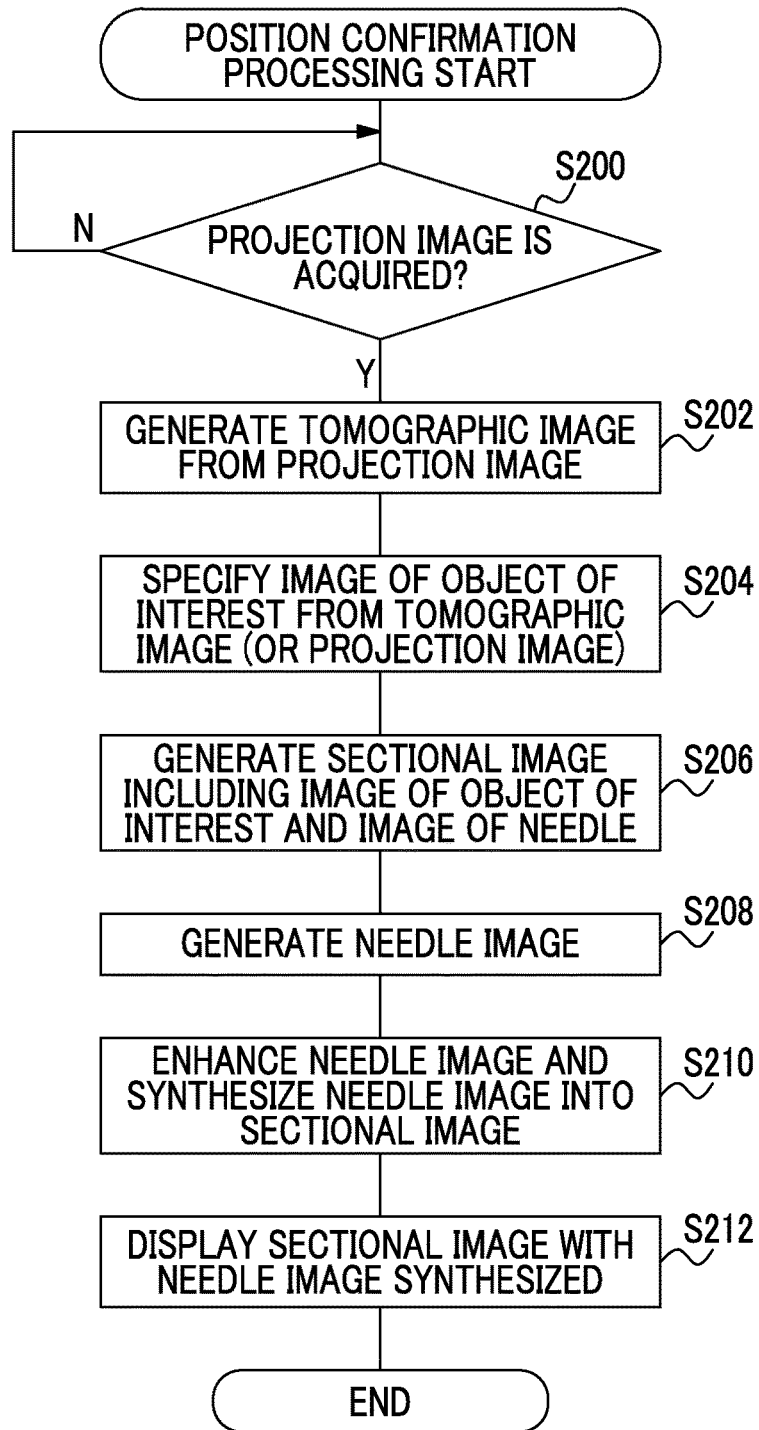 POSITION CONFIRMATION
PROCESSING START
S200
N
PROJECTION IMAGE IS
ACQUIRED?
Y
S202
GENERATE TOMOGRAPHIC IMAGE
FROM PROJECTION IMAGE
S204
SPECIFY IMAGE OF OBJECT OF
INTEREST FROM TOMOGRAPHIC
IMAGE (OR PROJECTION IMAGE)
S206
GENERATE SECTIONAL IMAGE
INCLUDING IMAGE OF OBJECT OF
INTEREST AND IMAGE OF NEEDLE
S208
GENERATE NEEDLE IMAGE
S210
ENHANCE NEEDLE IMAGE AND
SYNTHESIZE NEEDLE IMAGE INTO
SECTIONAL IMAGE
S212
DISPLAY SECTIONAL IMAGE WITH
NEEDLE IMAGE SYNTHESIZED
END